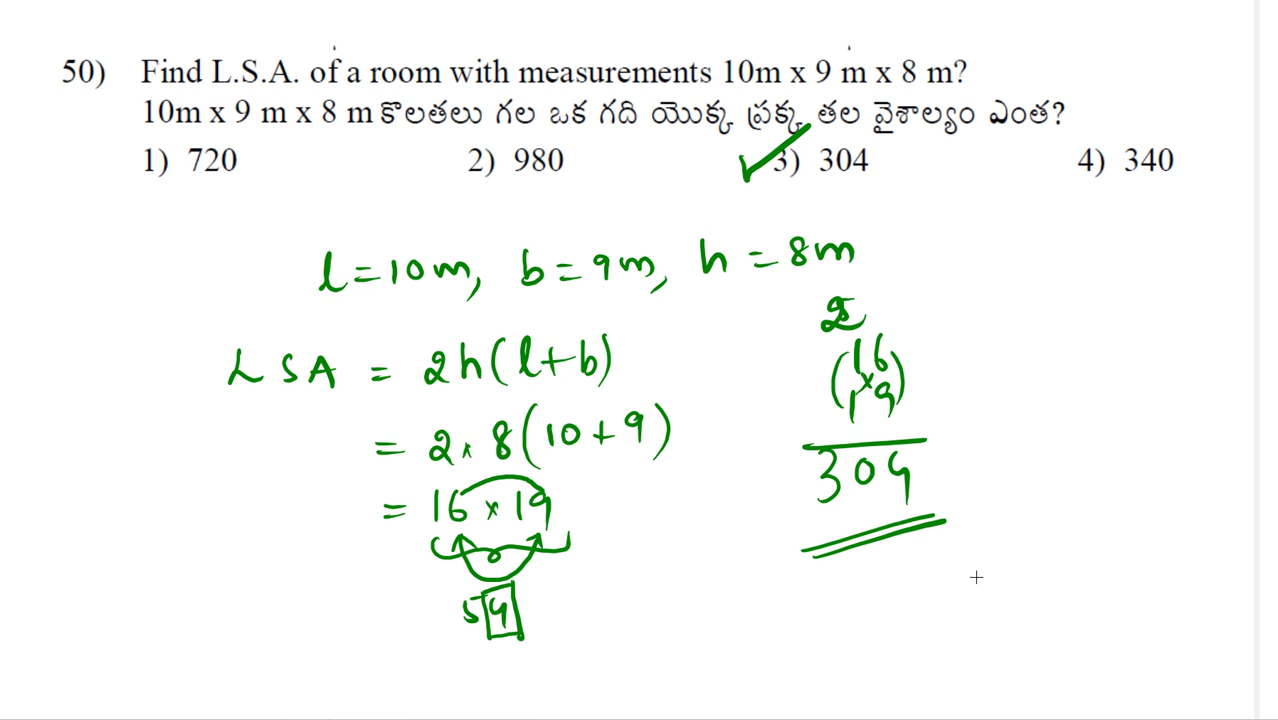 50) Find L.S.A. of a room with measurements 10m x 9 m x 8 m?
10m x 9 m x 8 m కొలతలు గల ఒక గది యొక్క ప్రక్క తల వైశాల్యం ఎంత?
1) 720 2) 980 3) 304 4) 340
l = 10m, b = 9m, h = 8m
LSA = 2h(l+b)
= 2 × 8(10+9)
= 16 × 19
54
16
× 19
304